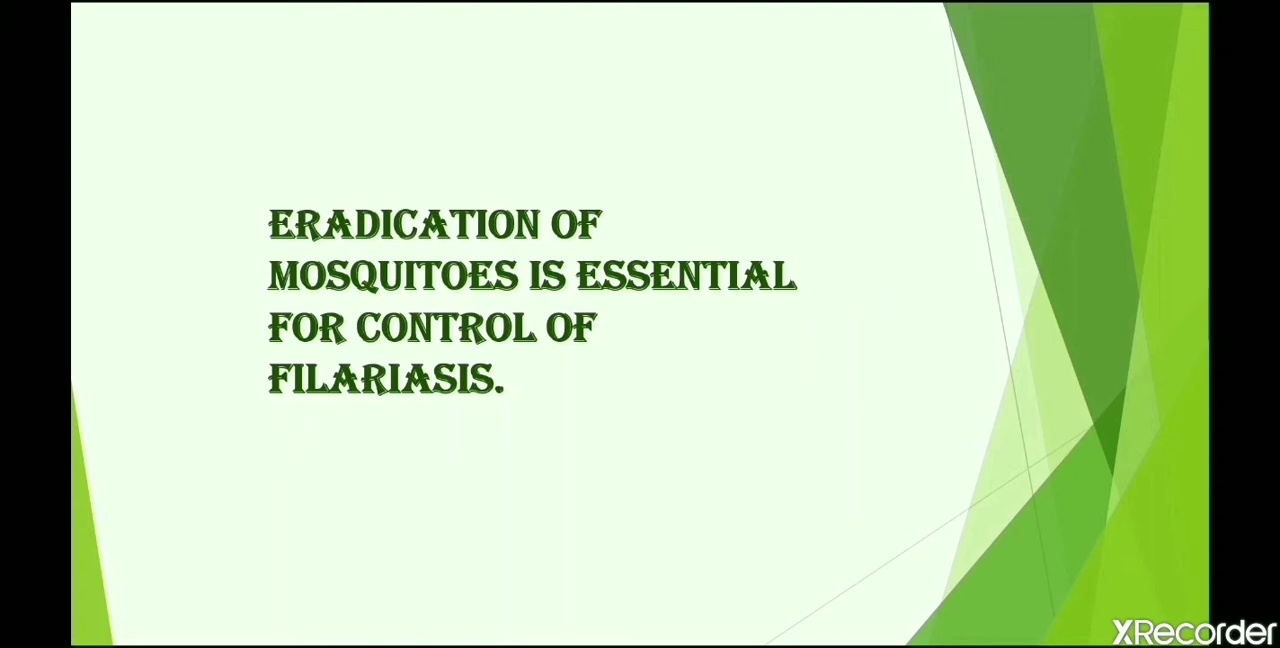 ERADICATION OF
MOSQUITOES IS ESSENTIAL
FOR CONTROL OF
FILARIASIS.
XRecorder